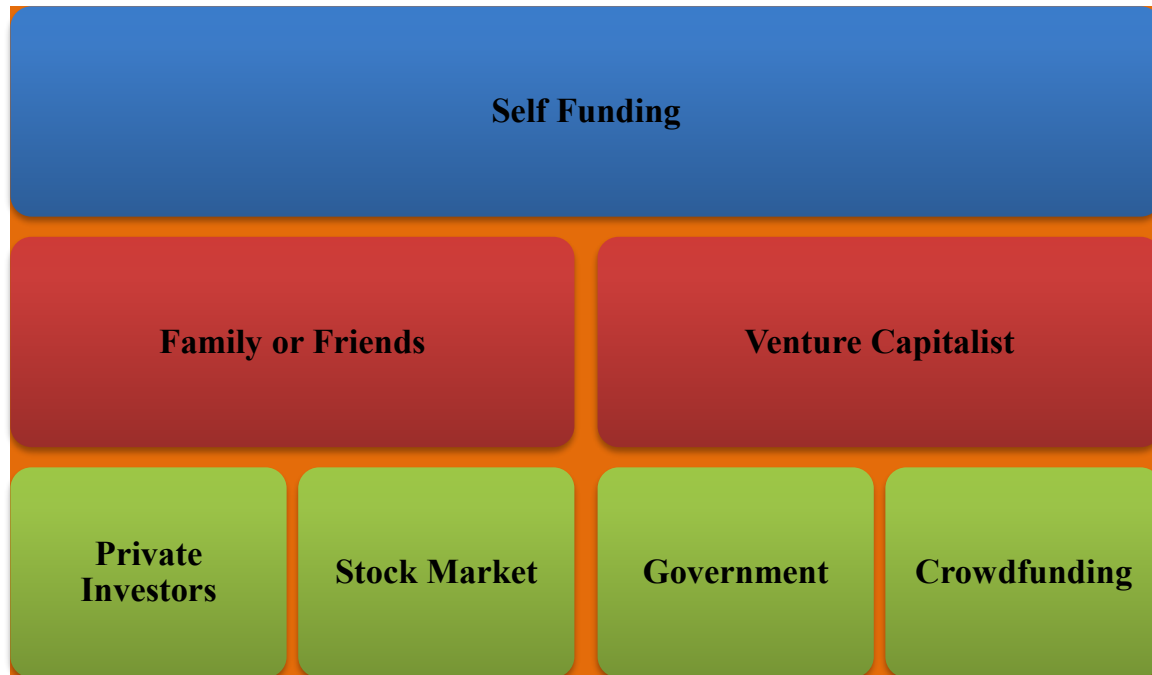 Self Funding
Family or Friends
Venture Capitalist
Private
Investors
Stock Market
Government
Crowdfunding